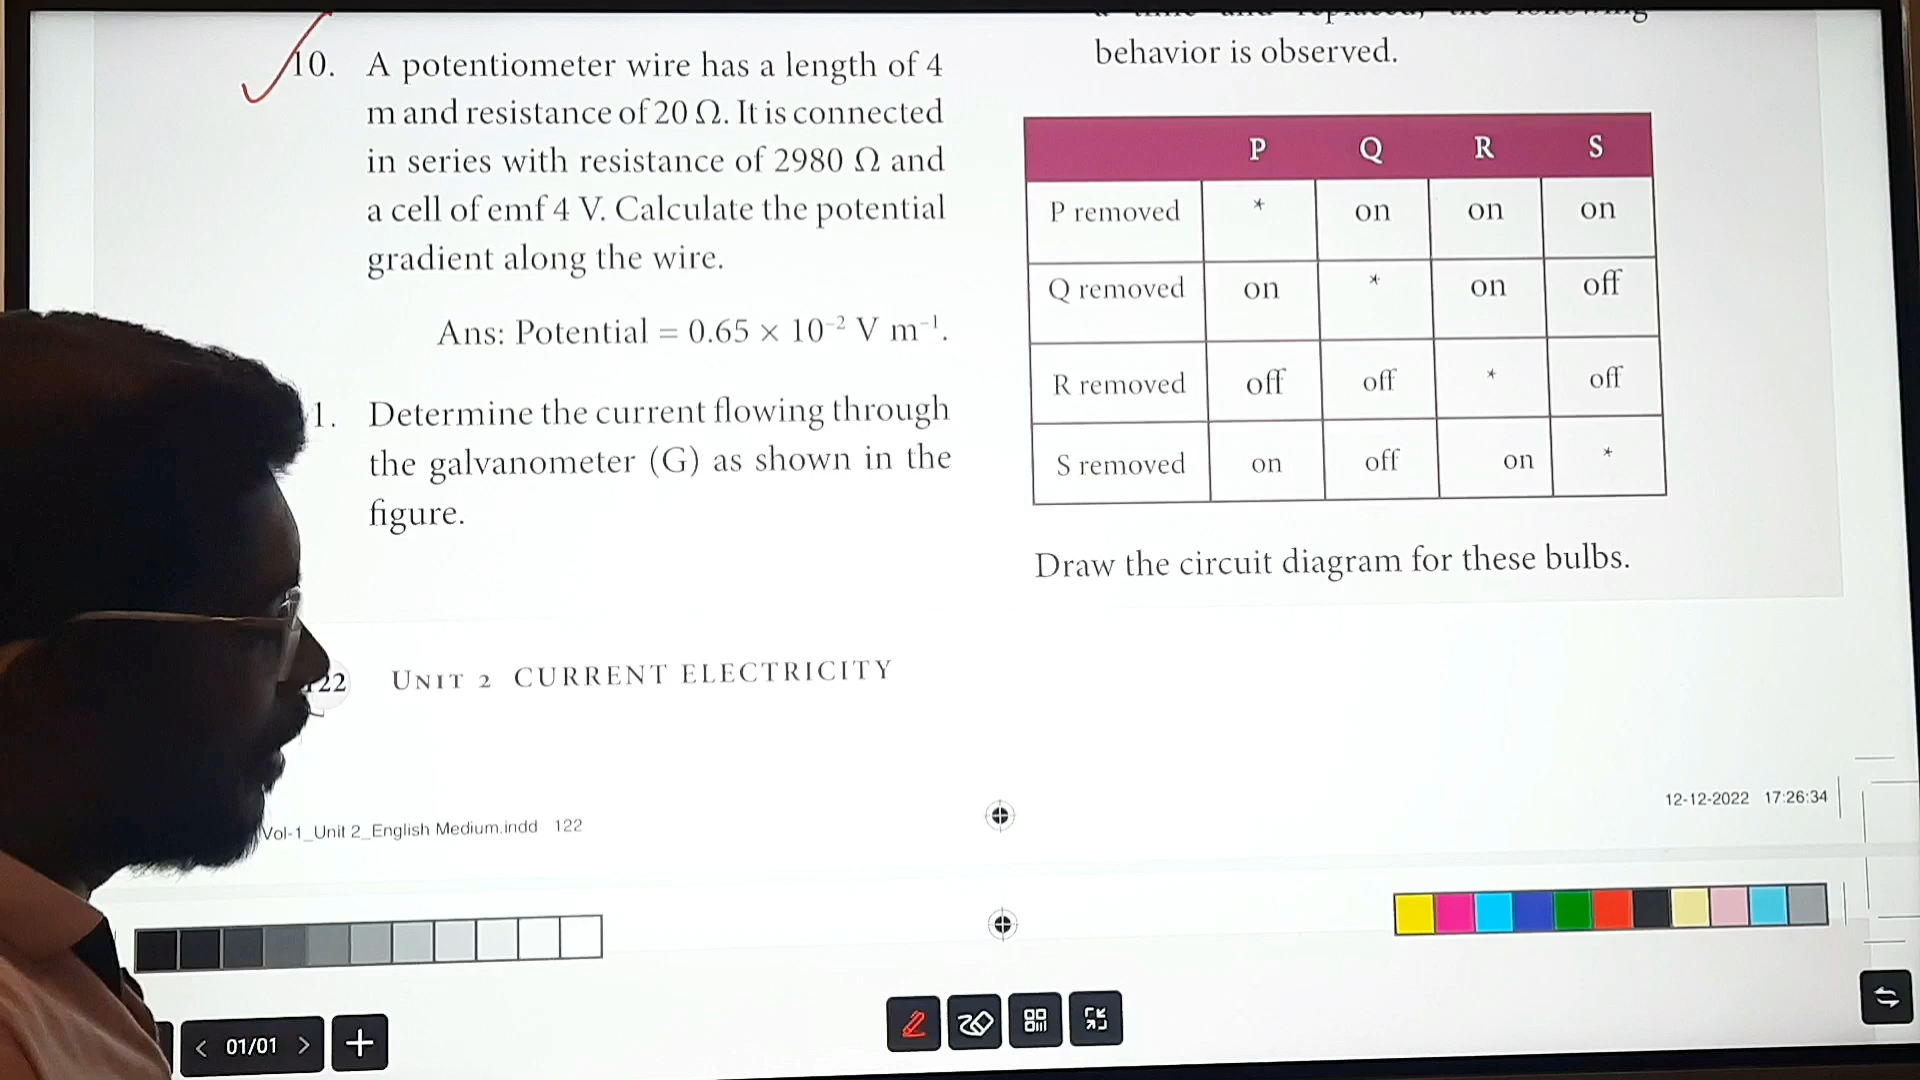 10. A potentiometer wire has a length of 4
m and resistance of 20 Ω. It is connected
in series with resistance of 2980 Ω and
a cell of emf 4 V. Calculate the potential
gradient along the wire.
Ans: Potential = 0.65 × 10⁻² V m⁻¹.
1. Determine the current flowing through
the galvanometer (G) as shown in the
figure.
behavior is observed.
P Q R S
P removed * on on on
Q removed on * on off
R removed off off * off
S removed on off on *
Draw the circuit diagram for these bulbs.
122 UNIT 2 CURRENT ELECTRICITY
Vol-1_Unit 2_English Medium.indd 122
12-12-2022 17:26:34
< 01/01 > +